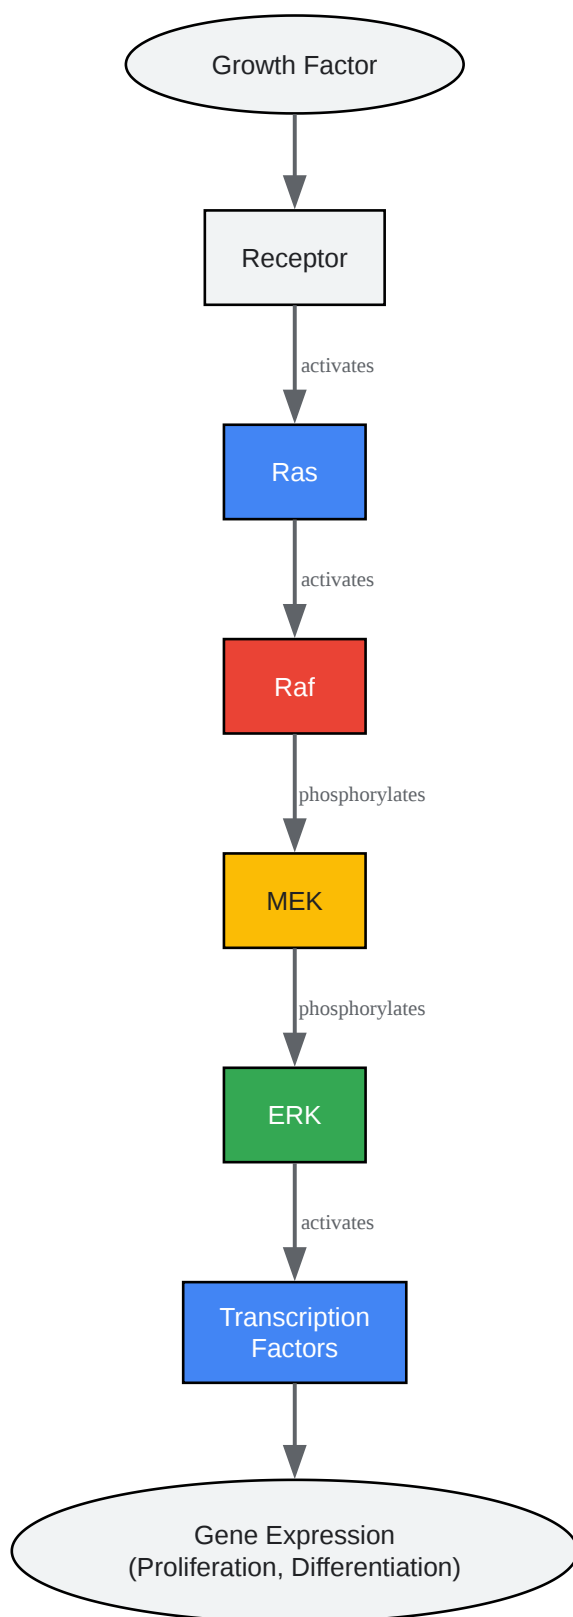 Growth Factor
Receptor
activates
Ras
activates
Raf
phosphorylates
MEK
phosphorylates
ERK
activates
Transcription
Factors
Gene Expression
(Proliferation, Differentiation)